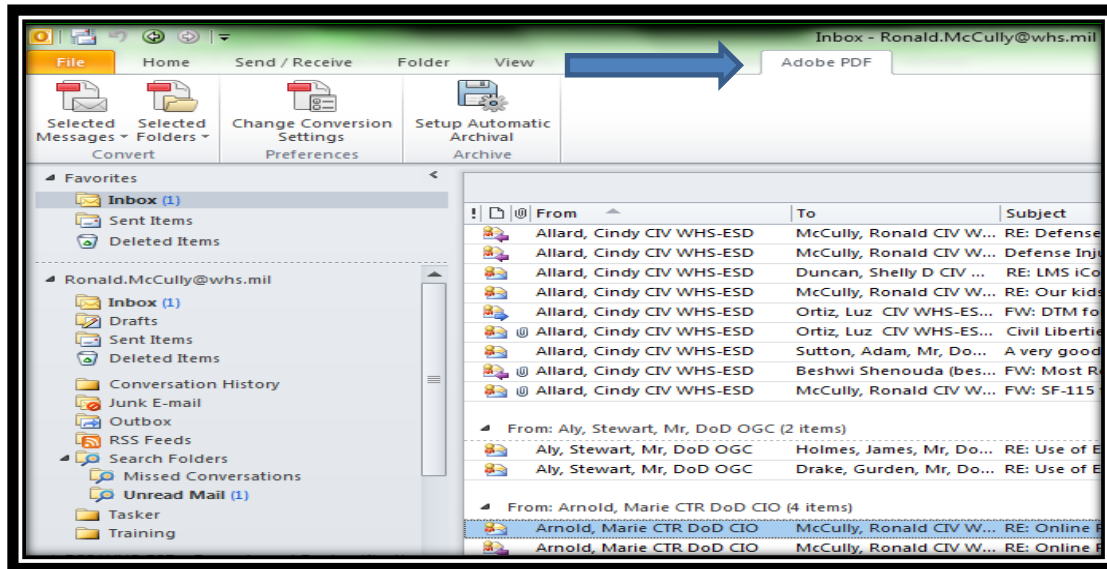 Inbox - Ronald.McCully@whs.mil
File Home Send / Receive Folder View Adobe PDF
Selected Messages Selected Folders Change Conversion Settings Setup Automatic Archival
Convert Preferences Archive
Favorites
Inbox (1)
Sent Items
Deleted Items
Ronald.McCully@whs.mil
Inbox (1)
Drafts
Sent Items
Deleted Items
Conversation History
Junk E-mail
Outbox
RSS Feeds
Search Folders
Missed Conversations
Unread Mail (1)
Tasker
Training
! From To Subject
Allard, Cindy CIV WHS-ESD McCully, Ronald CIV W... RE: Defense
Allard, Cindy CIV WHS-ESD McCully, Ronald CIV W... Defense Inj
Allard, Cindy CIV WHS-ESD Duncan, Shelly D CIV ... RE: LMS iCo
Allard, Cindy CIV WHS-ESD McCully, Ronald CIV W... RE: Our kids
Allard, Cindy CIV WHS-ESD Ortiz, Luz CIV WHS-ES... FW: DTM fo
Allard, Cindy CIV WHS-ESD Ortiz, Luz CIV WHS-ES... Civil Libertie
Allard, Cindy CIV WHS-ESD Sutton, Adam, Mr, Do... A very good
Allard, Cindy CIV WHS-ESD Beshwi Shenouda (bes... FW: Most R
Allard, Cindy CIV WHS-ESD McCully, Ronald CIV W... FW: SF-115
From: Aly, Stewart, Mr, DoD OGC (2 items)
Aly, Stewart, Mr, DoD OGC Holmes, James, Mr, Do... RE: Use of E
Aly, Stewart, Mr, DoD OGC Drake, Gurden, Mr, Do... RE: Use of E
From: Arnold, Marie CTR DoD CIO (4 items)
Arnold, Marie CTR DoD CIO McCully, Ronald CIV W... RE: Online
Arnold, Marie CTR DoD CIO McCully, Ronald CIV W... RE: Online